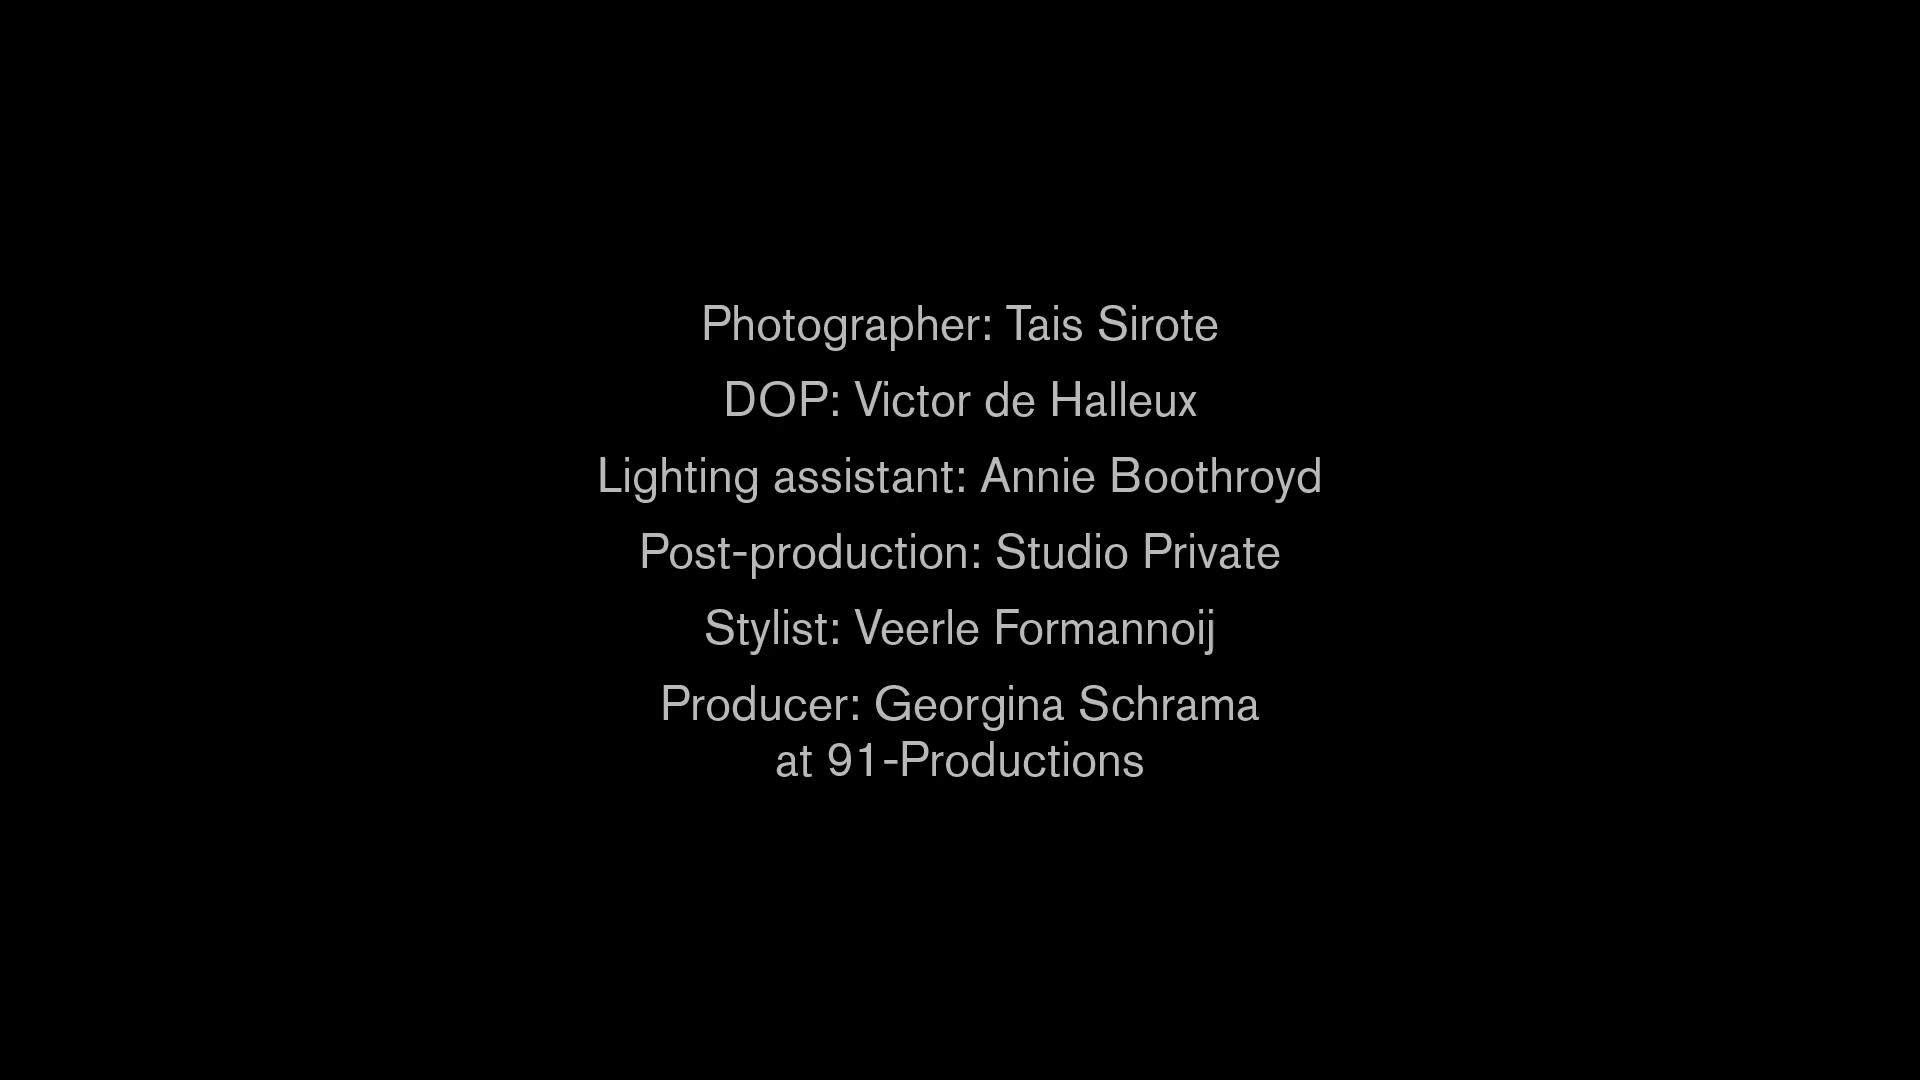 Photographer: Tais Sirote
DOP: Victor de Halleux
Lighting assistant: Annie Boothroyd
Post-production: Studio Private
Stylist: Veerle Formannoij
Producer: Georgina Schrama
at 91-Productions